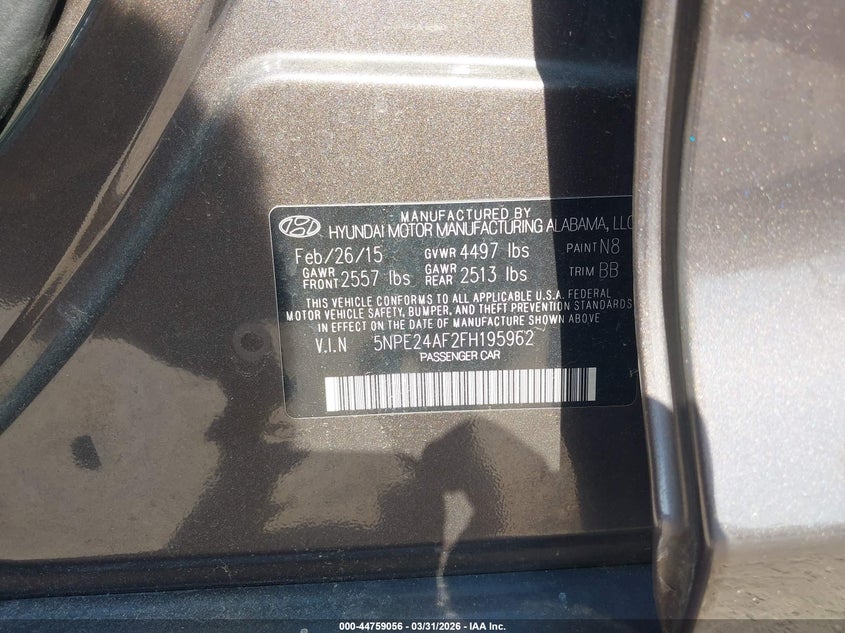 MANUFACTURED BY
HYUNDAI MOTOR MANUFACTURING ALABAMA, LLC
Feb/26/15 GVWR 4497 lbs PAINT N8
GAWR FRONT 2557 lbs GAWR REAR 2513 lbs TRIM BB
THIS VEHICLE CONFORMS TO ALL APPLICABLE U.S.A. FEDERAL
MOTOR VEHICLE SAFETY, BUMPER, AND THEFT PREVENTION STANDARDS
IN EFFECT ON THE DATE OF MANUFACTURE SHOWN ABOVE
V.I.N 5NPE24AF2FH195962
PASSENGER CAR
000-44759056 — 03/31/2026 — IAA Inc.